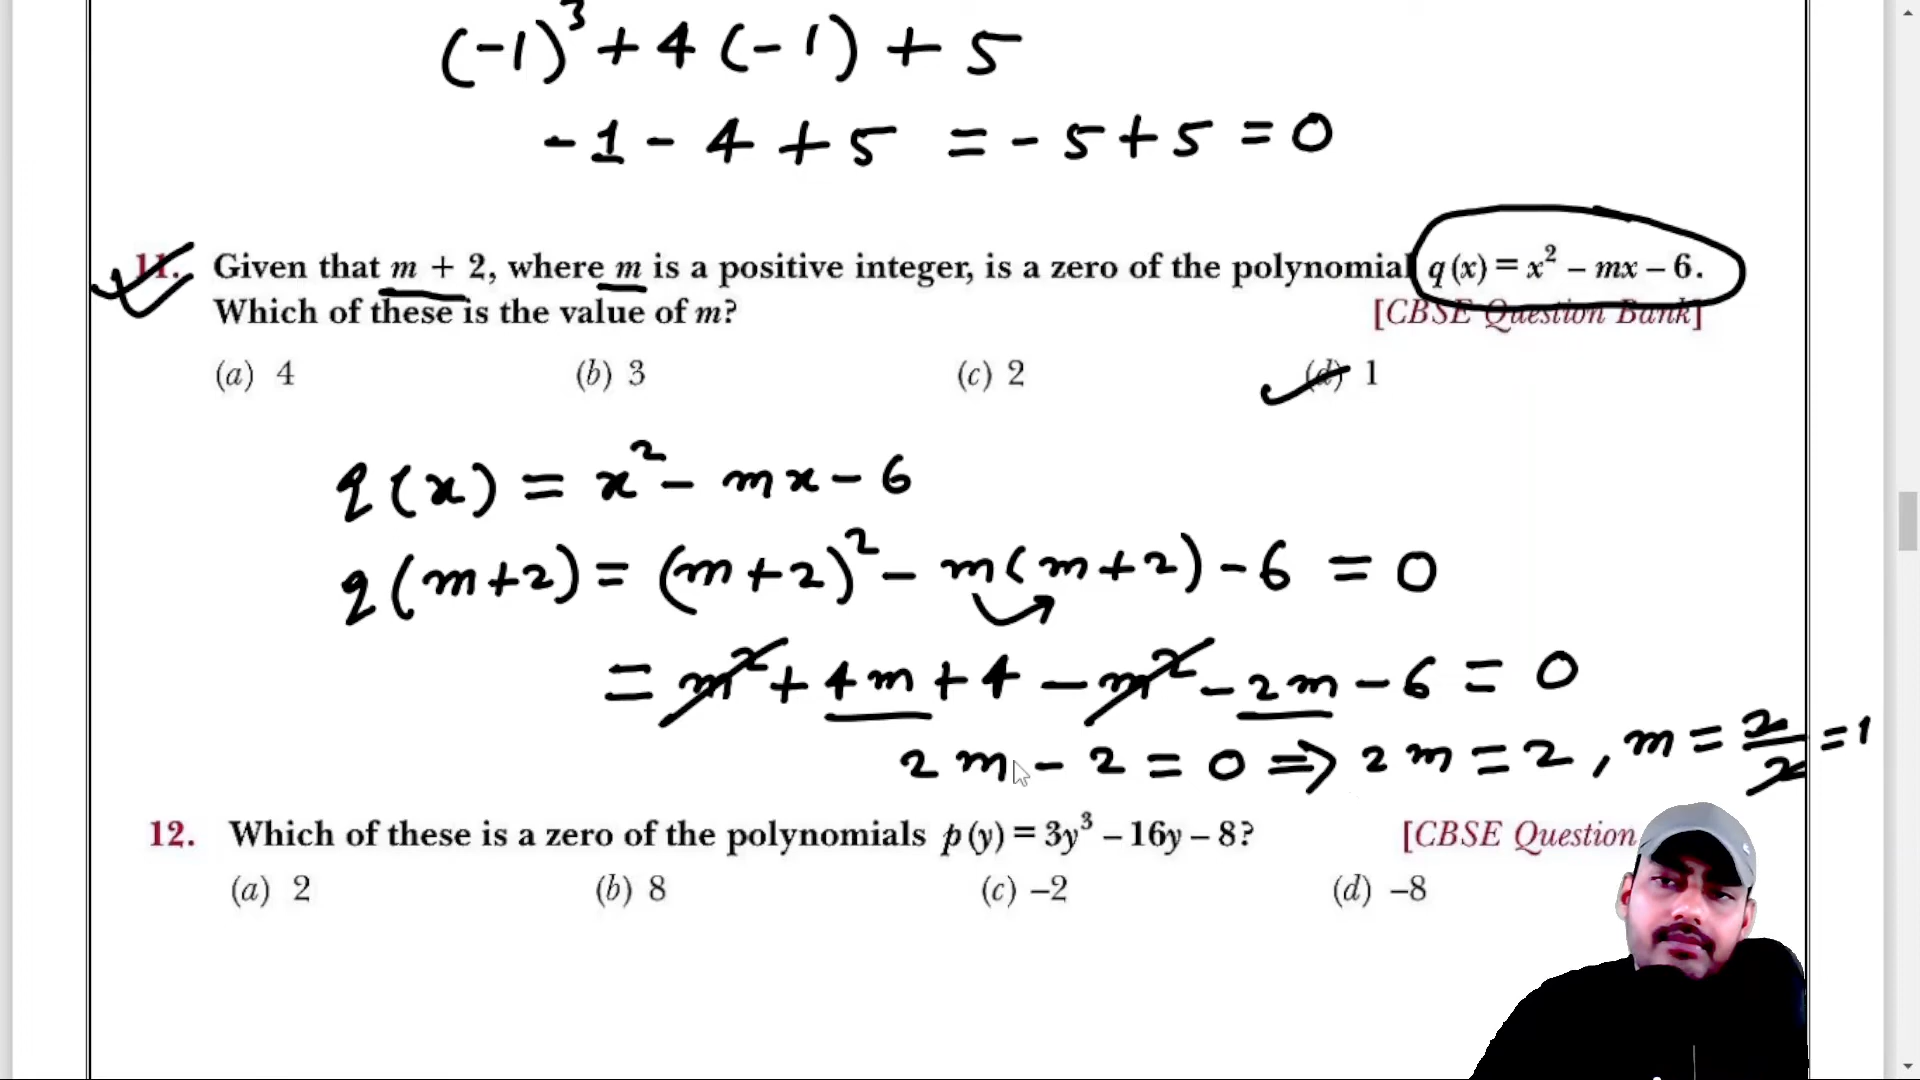 (-1)³ + 4 (-1) + 5
-1 - 4 + 5 = -5 + 5 = 0
11. Given that m + 2, where m is a positive integer, is a zero of the polynomial q(x) = x² – mx – 6.
Which of these is the value of m? [CBSE Question Bank]
(a) 4 (b) 3 (c) 2 (d) 1
q(x) = x² - mx - 6
q(m+2) = (m+2)² - m(m+2) - 6 = 0
= m² + 4m + 4 - m² - 2m - 6 = 0
2m - 2 = 0 ⇒ 2m = 2, m = 2/2 = 1
12. Which of these is a zero of the polynomials p(y) = 3y³ – 16y – 8? [CBSE Question
(a) 2 (b) 8 (c) –2 (d) –8